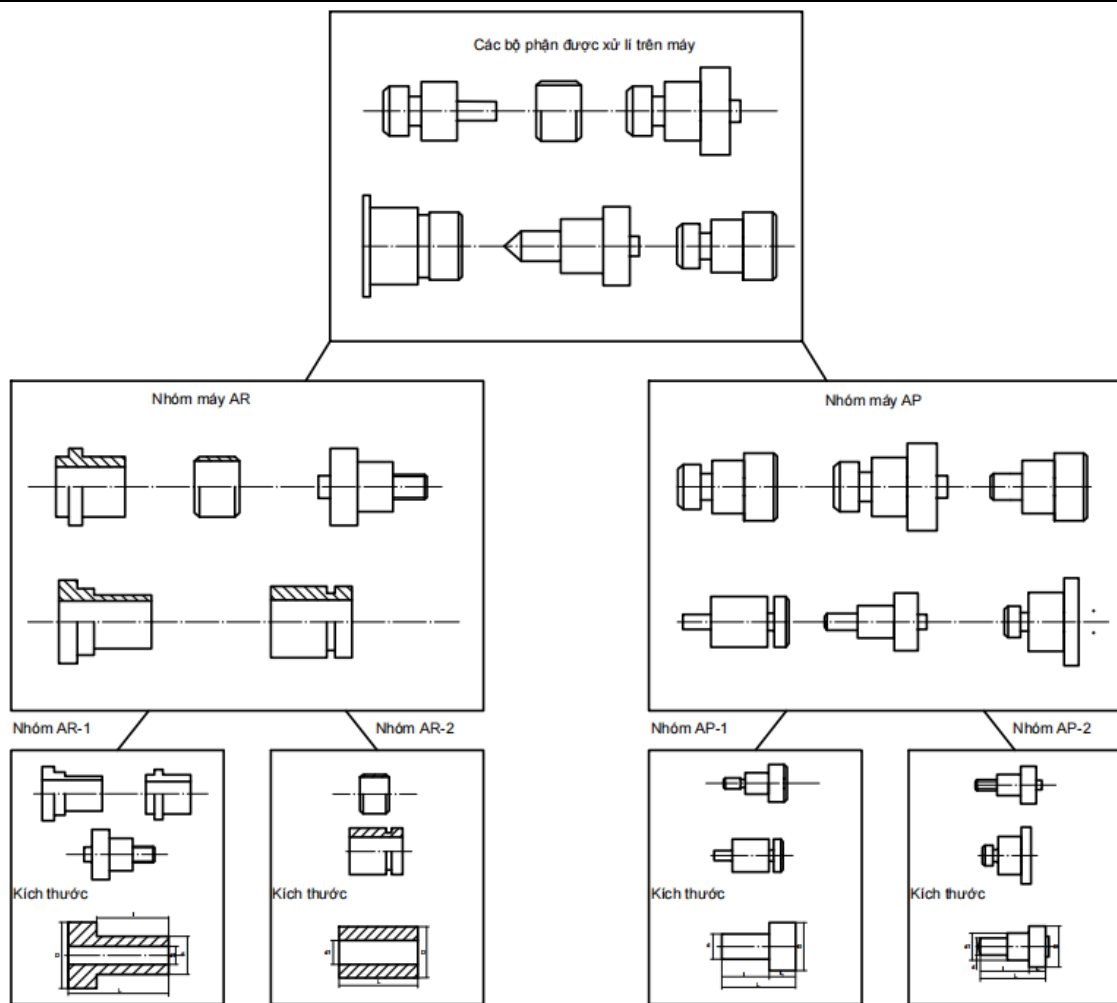 Các bộ phận được xử lí trên máy
Nhóm máy AR
Nhóm máy AP
Nhóm AR-1
Nhóm AR-2
Nhóm AP-1
Nhóm AP-2
Kích thước
Kích thước
Kích thước
Kích thước
L
L
L
L